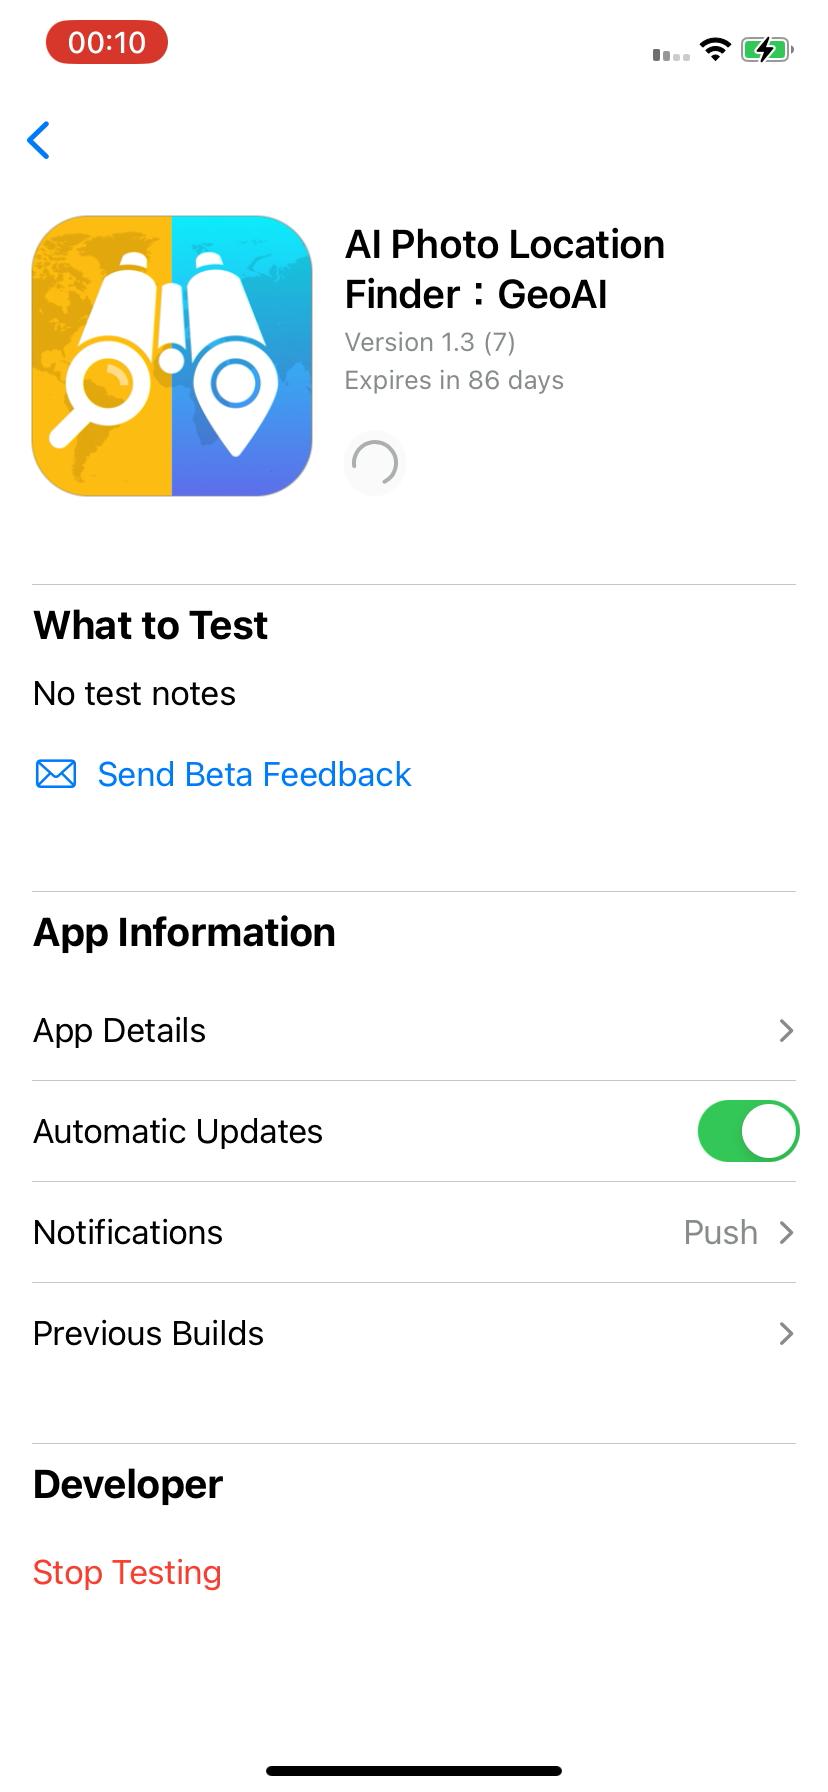 00:10
AI Photo Location
Finder：GeoAI
Version 1.3 (7)
Expires in 86 days
What to Test
No test notes
Send Beta Feedback
App Information
App Details
Automatic Updates
Notifications Push
Previous Builds
Developer
Stop Testing